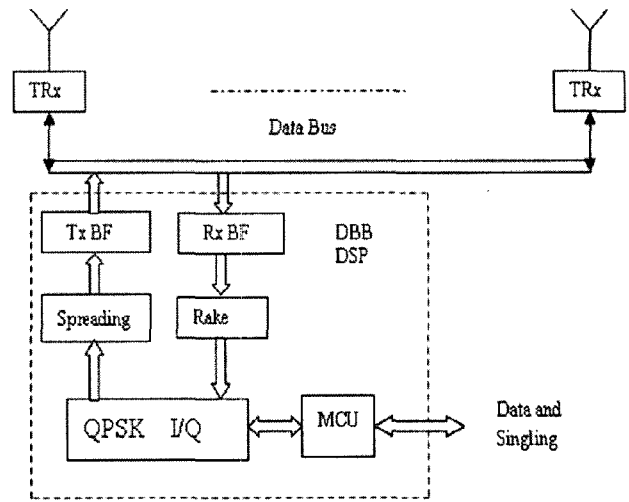 TRx
TRx
Data Bus
Tx BF
Rx BF
DBB
DSP
Spreading
Rake
QPSK I/Q
MCU
Data and
Singling